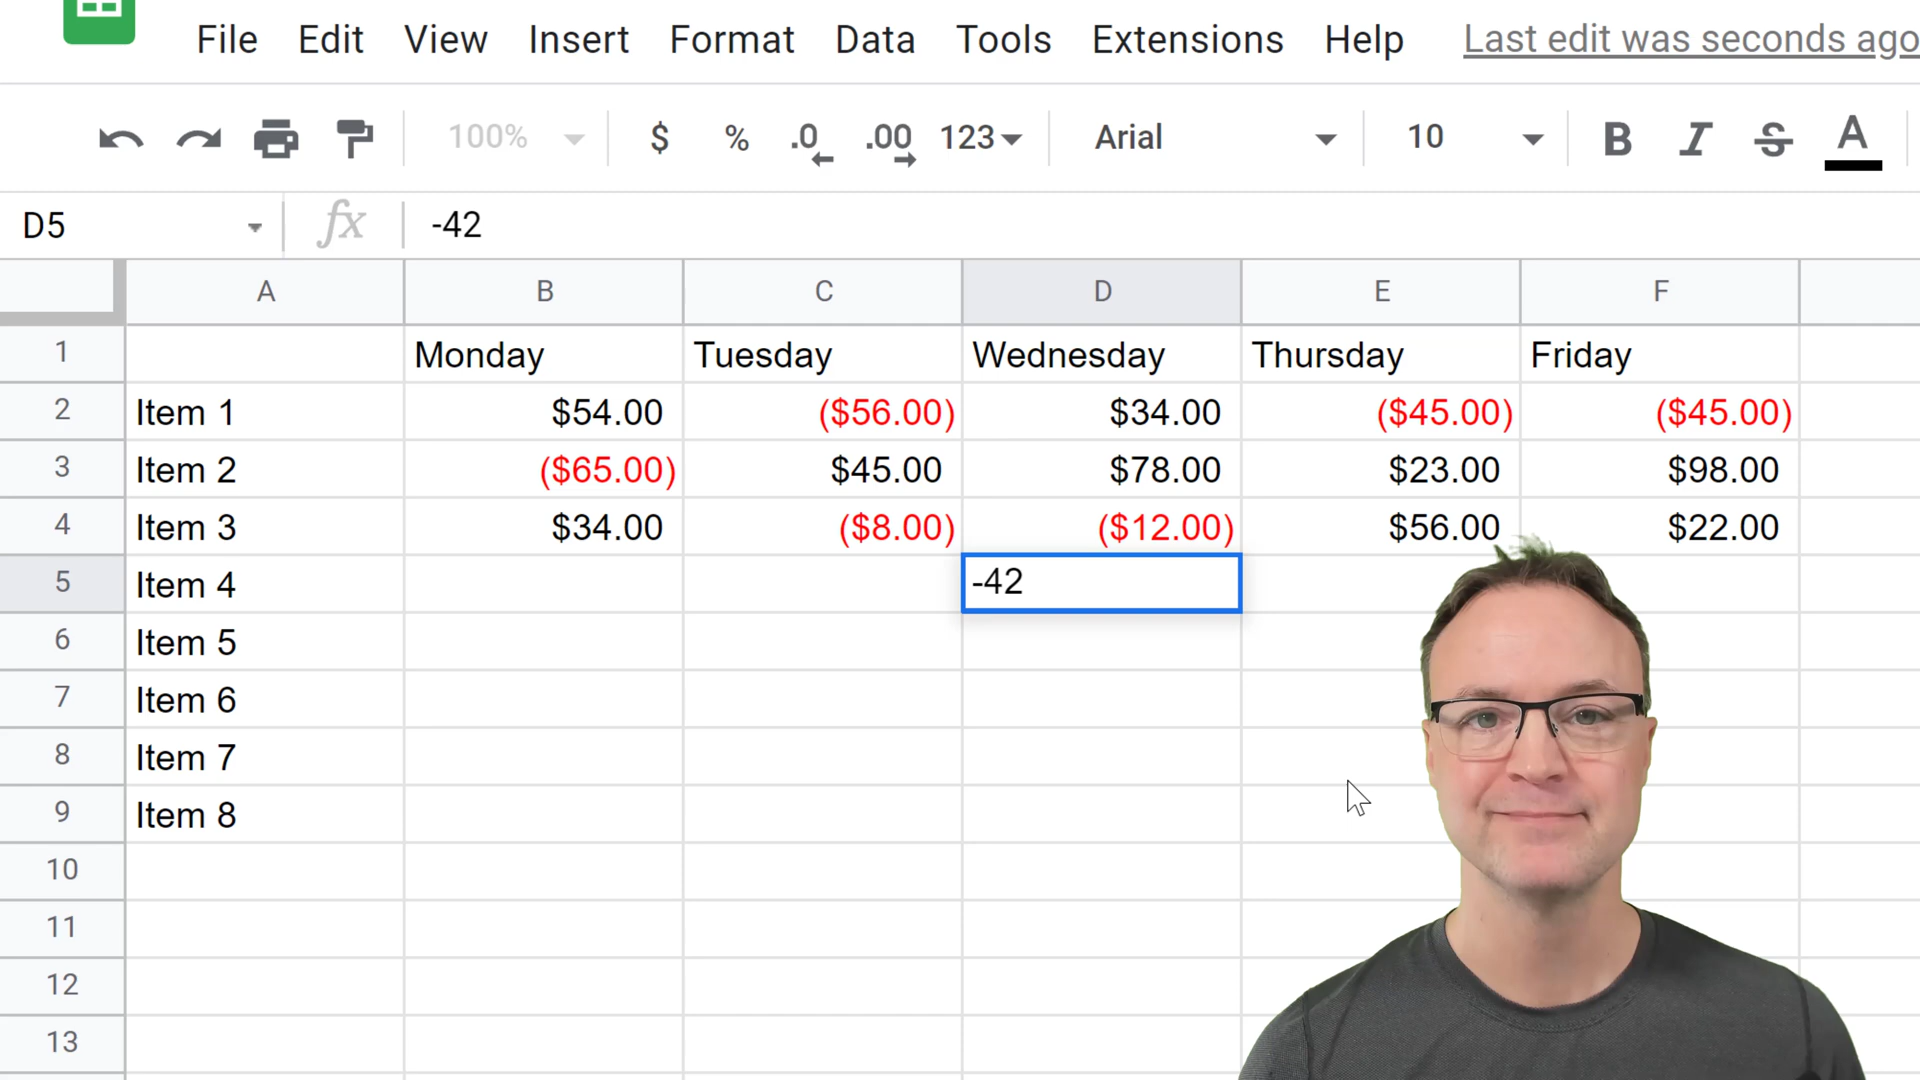 File Edit View Insert Format Data Tools Extensions Help Last edit was seconds ago
100% $ % .0 .00 123 Arial 10 B I S A
D5 fx -42
A B C D E F
1 Monday Tuesday Wednesday Thursday Friday
2 Item 1 $54.00 ($56.00) $34.00 ($45.00) ($45.00)
3 Item 2 ($65.00) $45.00 $78.00 $23.00 $98.00
4 Item 3 $34.00 ($8.00) ($12.00) $56.00 $22.00
5 Item 4 -42
6 Item 5
7 Item 6
8 Item 7
9 Item 8
10
11
12
13